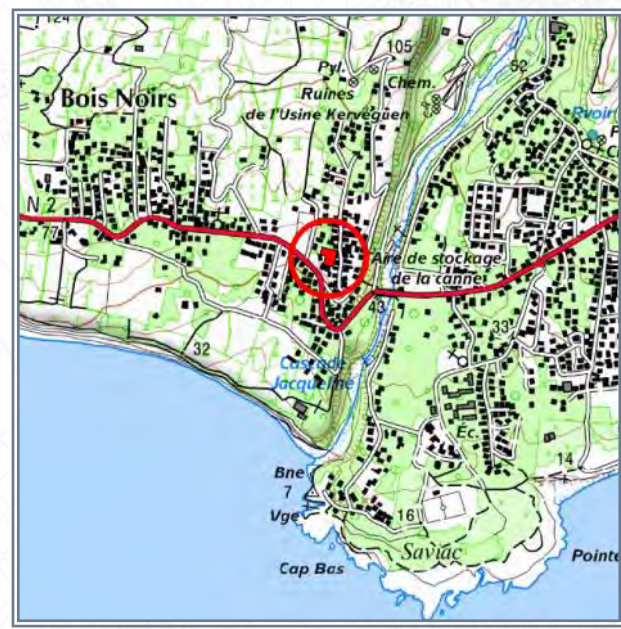 124
105
Pyl.
Chem.
52
Bois Noirs
Ruines
de l'Usine Kervéguen
Rvoir
N 2
77
Aire de stockage
de la canne
43
33
32
Cascade
Jacqueline
Éc.
14
Bne
7
16
Vge
Saviac
Cap Bas
Pointe